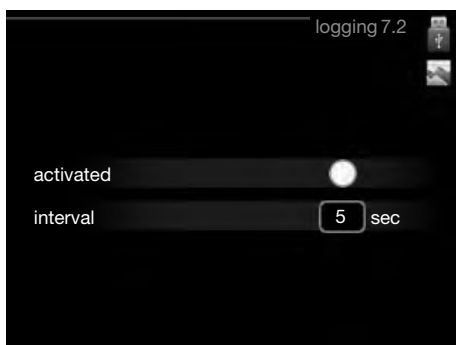 logging 7.2
activated
interval 5 sec